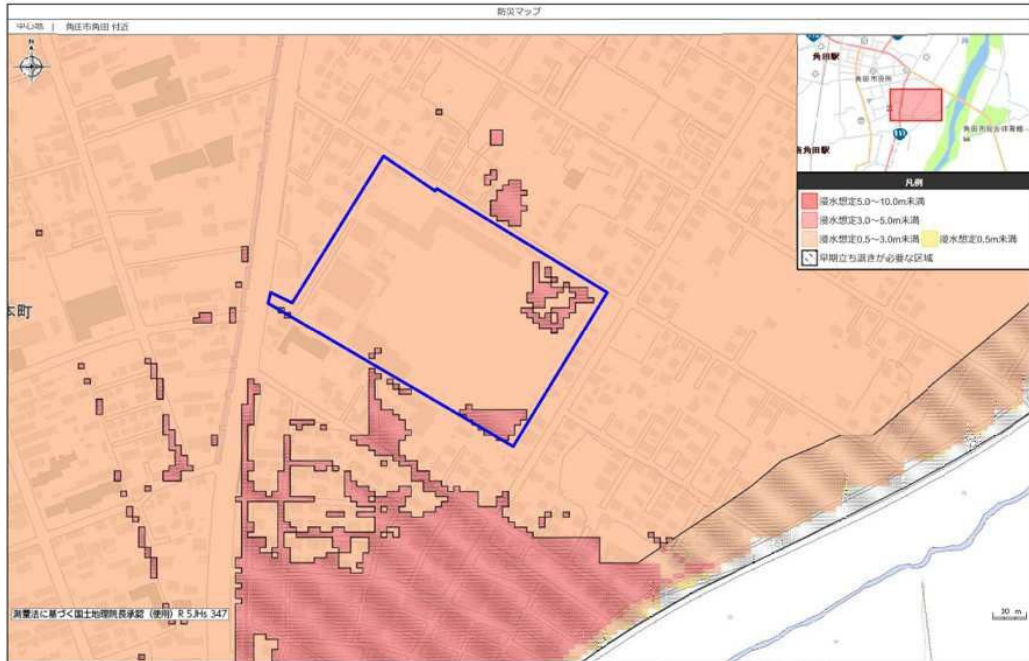 防災マップ
中心地 | 角田市角田 付近
N
角田駅
角田市役所
角田市総合体育館
南角田駅
113
凡例
浸水想定5.0～10.0m未満
浸水想定3.0～5.0m未満
浸水想定0.5～3.0m未満 浸水想定0.5m未満
早期立ち退きが必要な区域
本町
測量法に基づく国土地理院長承認（使用）R 5JHs 347
30 m